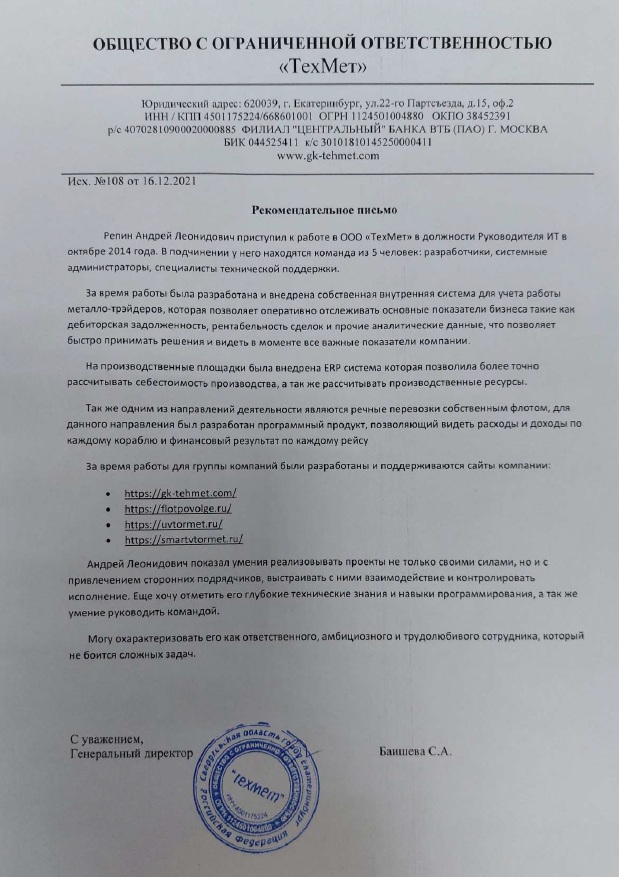 ОБЩЕСТВО С ОГРАНИЧЕННОЙ ОТВЕТСТВЕННОСТЬЮ
«ТехМет»
Юридический адрес: 620039, г. Екатеринбург, ул.22-го Партсъезда, д.15, оф.2
ИНН / КПП 4501175224/668601001 ОГРН 1124501004880 ОКПО 38452391
р/с 40702810900020000885 ФИЛИАЛ "ЦЕНТРАЛЬНЫЙ" БАНКА ВТБ (ПАО) Г. МОСКВА
БИК 044525411 к/с 30101810145250000411
www.gk-tehmet.com
Исх. №108 от 16.12.2021
Рекомендательное письмо
Репин Андрей Леонидович приступил к работе в ООО «ТехМет» в должности Руководителя ИТ в
октябре 2014 года. В подчинении у него находятся команда из 5 человек: разработчики, системные
администраторы, специалисты технической поддержки.
За время работы была разработана и внедрена собственная внутренняя система для учета работы
металло-трэйдеров, которая позволяет оперативно отслеживать основные показатели бизнеса такие как
дебиторская задолженность, рентабельность сделок и прочие аналитические данные, что позволяет
быстро принимать решения и видеть в моменте все важные показатели компании.
На производственные площадки была внедрена ERP система которая позволила более точно
рассчитывать себестоимость производства, а так же рассчитывать производственные ресурсы.
Так же одним из направлений деятельности являются речные перевозки собственным флотом, для
данного направления был разработан программный продукт, позволяющий видеть расходы и доходы по
каждому кораблю и финансовый результат по каждому рейсу
За время работы для группы компаний были разработаны и поддерживаются сайты компании:
• https://gk-tehmet.com/
• https://flotpovolge.ru/
• https://uvtormet.ru/
• https://smartvtormet.ru/
Андрей Леонидович показал умения реализовывать проекты не только своими силами, но и с
привлечением сторонних подрядчиков, выстраивать с ними взаимодействие и контролировать
исполнение. Еще хочу отметить его глубокие технические знания и навыки программирования, а так же
умение руководить командой.
Могу охарактеризовать его как ответственного, амбициозного и трудолюбивого сотрудника, который
не боится сложных задач.
С уважением,
Генеральный директор
Баишева С.А.
Российская Федерация Свердловская область город Екатеринбург
"Техмет"